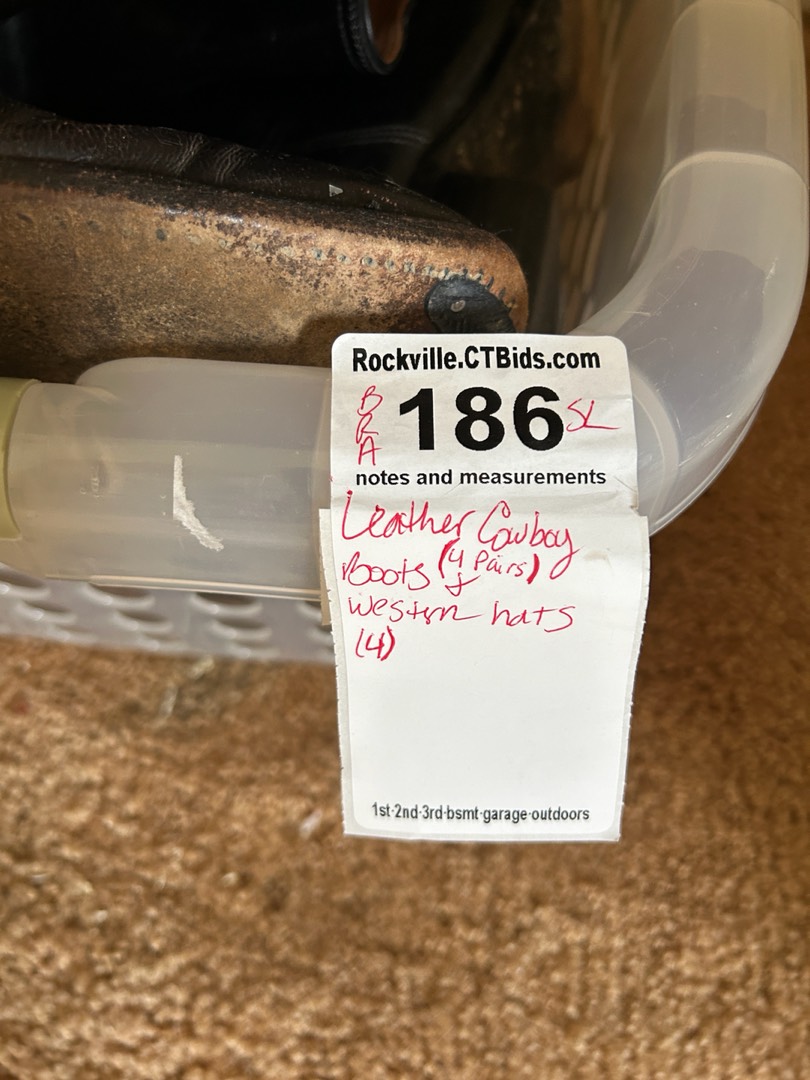 Rockville.CTBids.com
BRA 186 SL
notes and measurements
Leather Cowboy
Boots (4 Pairs)
+
Western hats
(4)
1st·2nd·3rd·bsmt·garage·outdoors